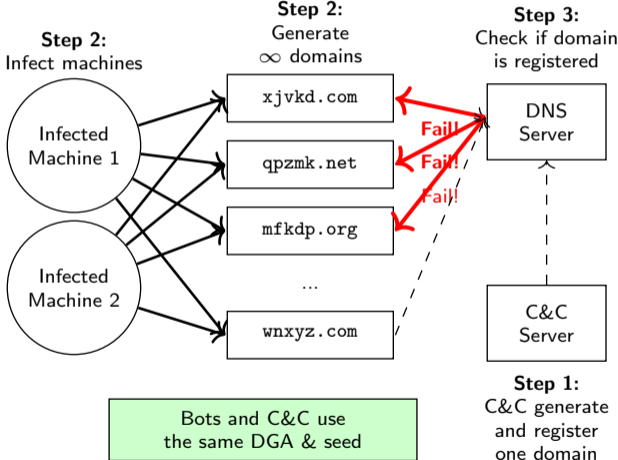 Step 2:
Infect machines
Step 2:
Generate
∞ domains
Step 3:
Check if domain
is registered
Infected
Machine 1
Infected
Machine 2
xjvkd.com
qpzmk.net
mfkdp.org
...
wnxyz.com
Fail!
Fail!
Fail!
DNS
Server
C&C
Server
Step 1:
C&C generate
and register
one domain
Bots and C&C use
the same DGA & seed